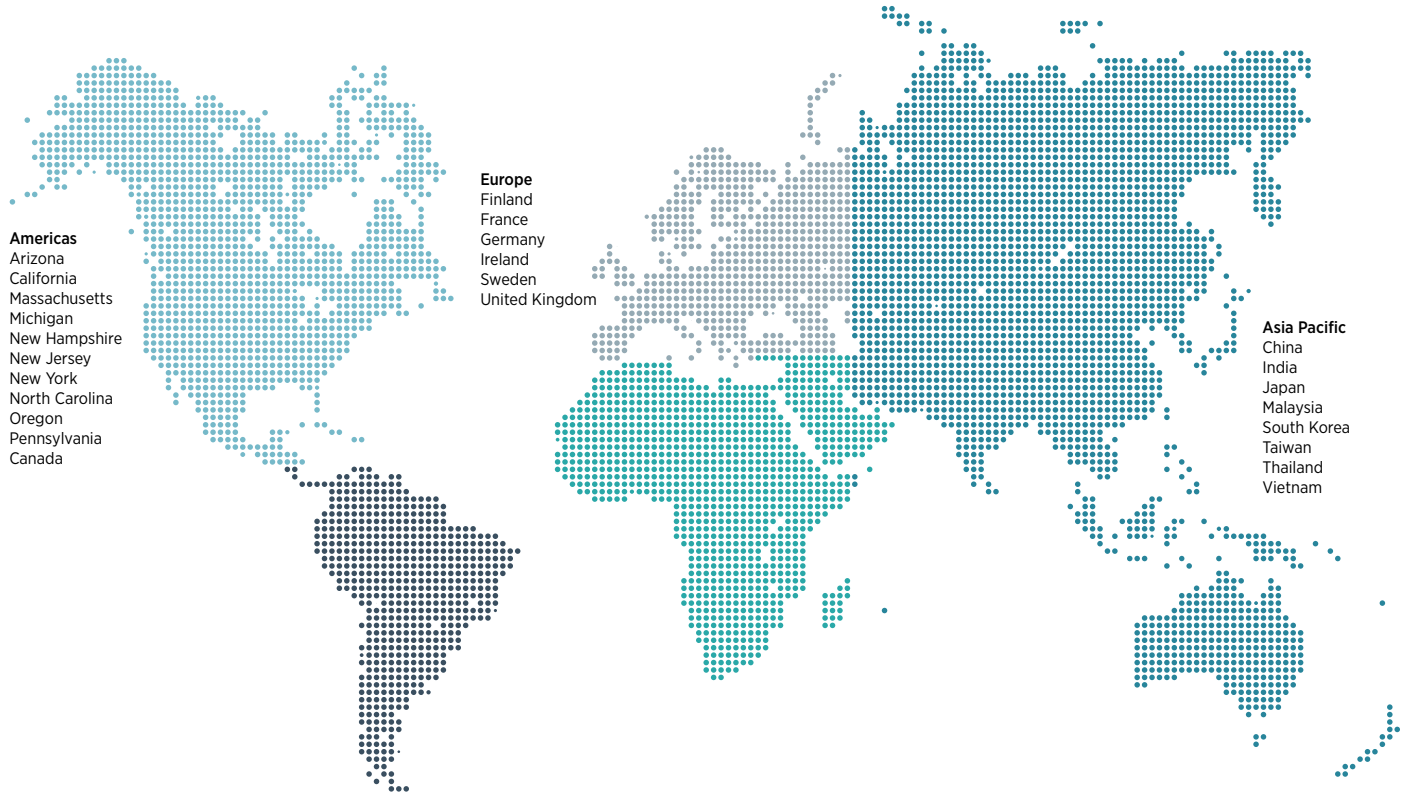 Americas
Arizona
California
Massachusetts
Michigan
New Hampshire
New Jersey
New York
North Carolina
Oregon
Pennsylvania
Canada
Europe
Finland
France
Germany
Ireland
Sweden
United Kingdom
Asia Pacific
China
India
Japan
Malaysia
South Korea
Taiwan
Thailand
Vietnam